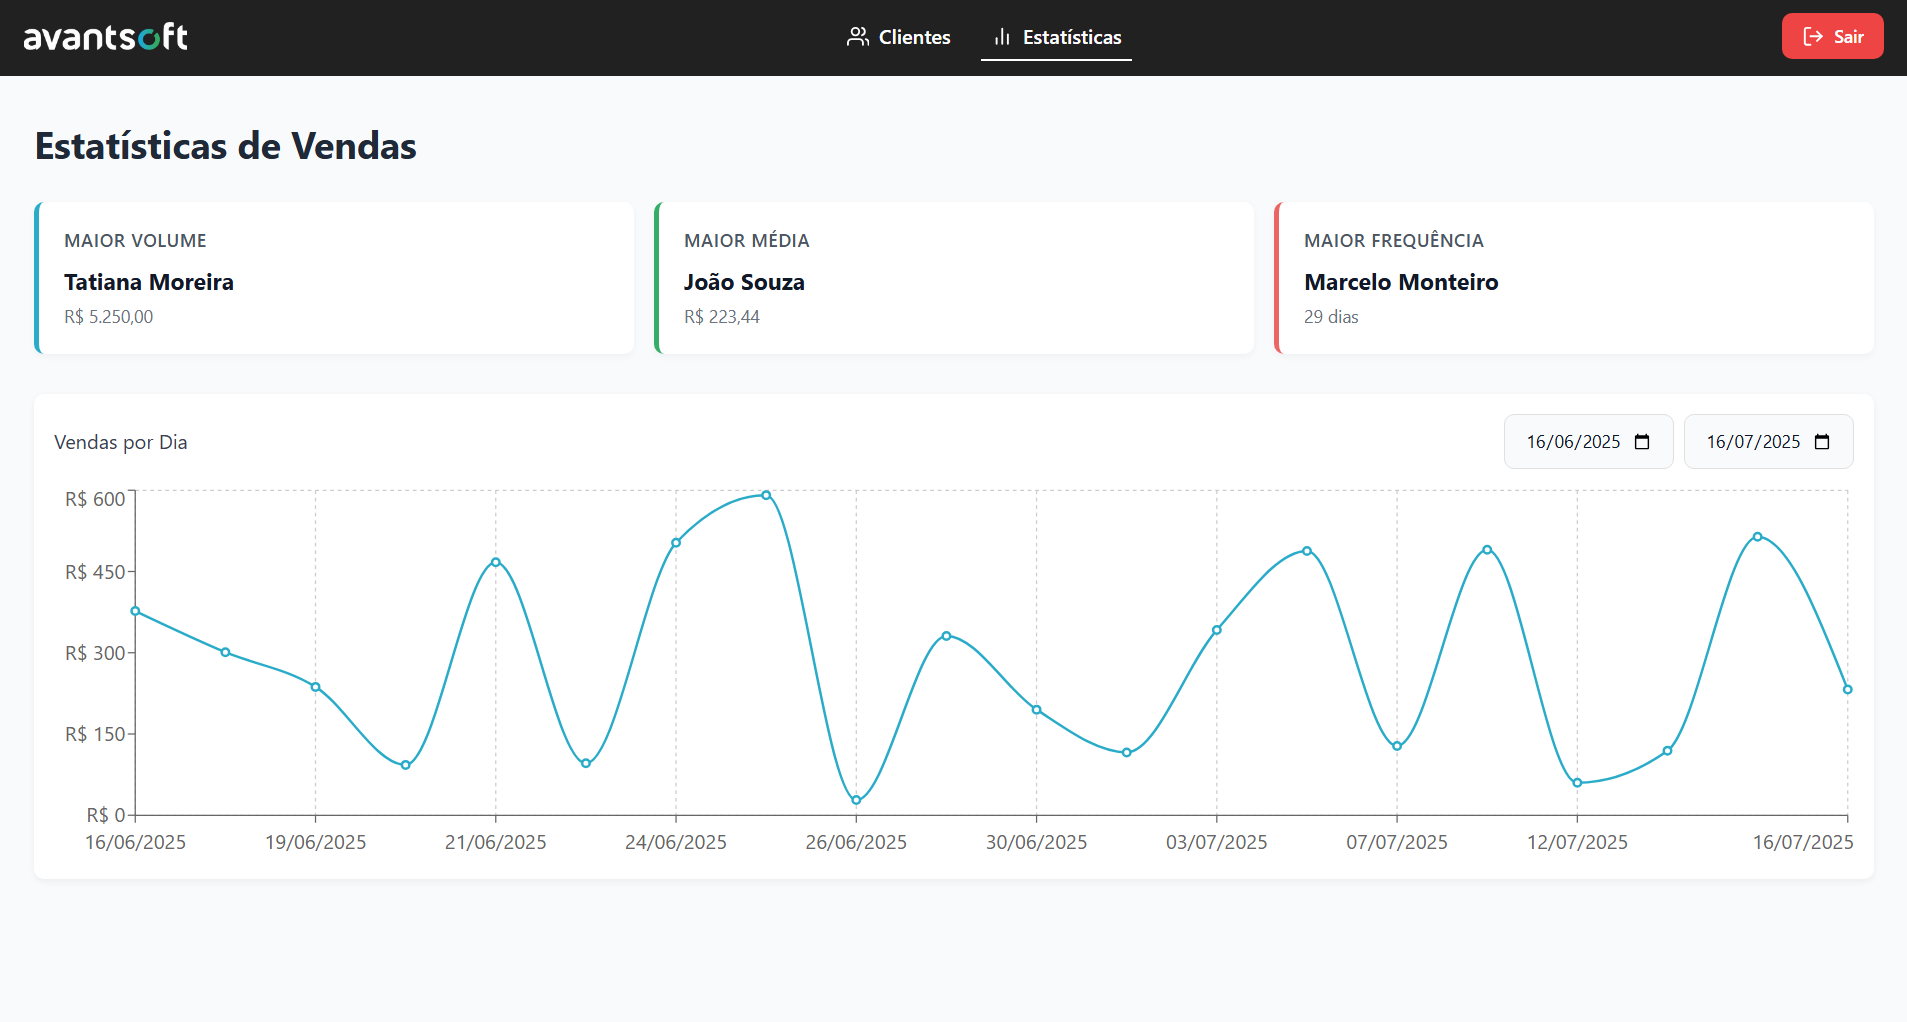 avantsoft
Clientes
Estatísticas
Sair
Estatísticas de Vendas
MAIOR VOLUME
Tatiana Moreira
R$ 5.250,00
MAIOR MÉDIA
João Souza
R$ 223,44
MAIOR FREQUÊNCIA
Marcelo Monteiro
29 dias
Vendas por Dia
16/06/2025
16/07/2025
R$ 600
R$ 450
R$ 300
R$ 150
R$ 0
16/06/2025 19/06/2025 21/06/2025 24/06/2025 26/06/2025 30/06/2025 03/07/2025 07/07/2025 12/07/2025 16/07/2025